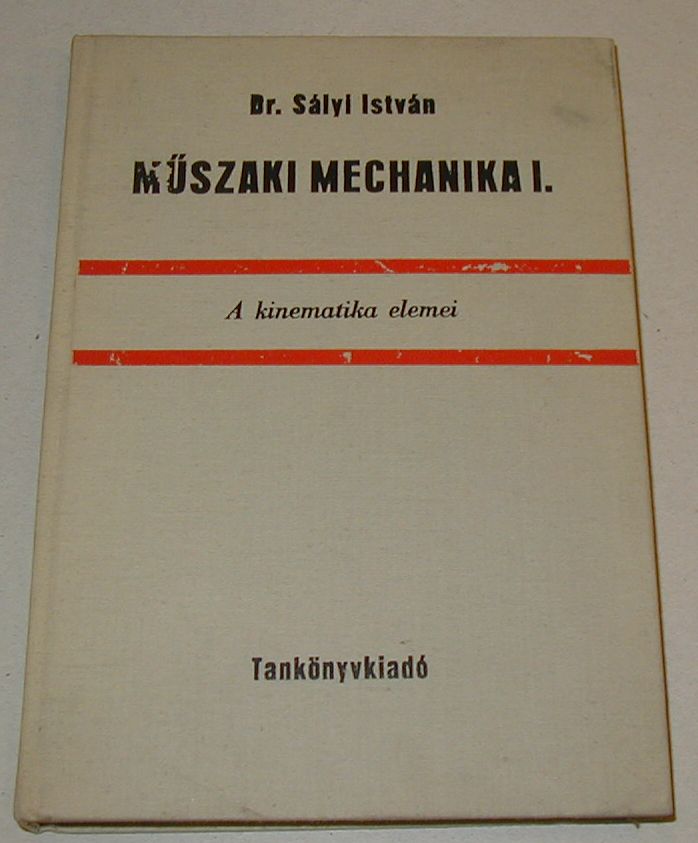 Dr. Sályi István
MŰSZAKI MECHANIKA I.
A kinematika elemei
Tankönyvkiadó